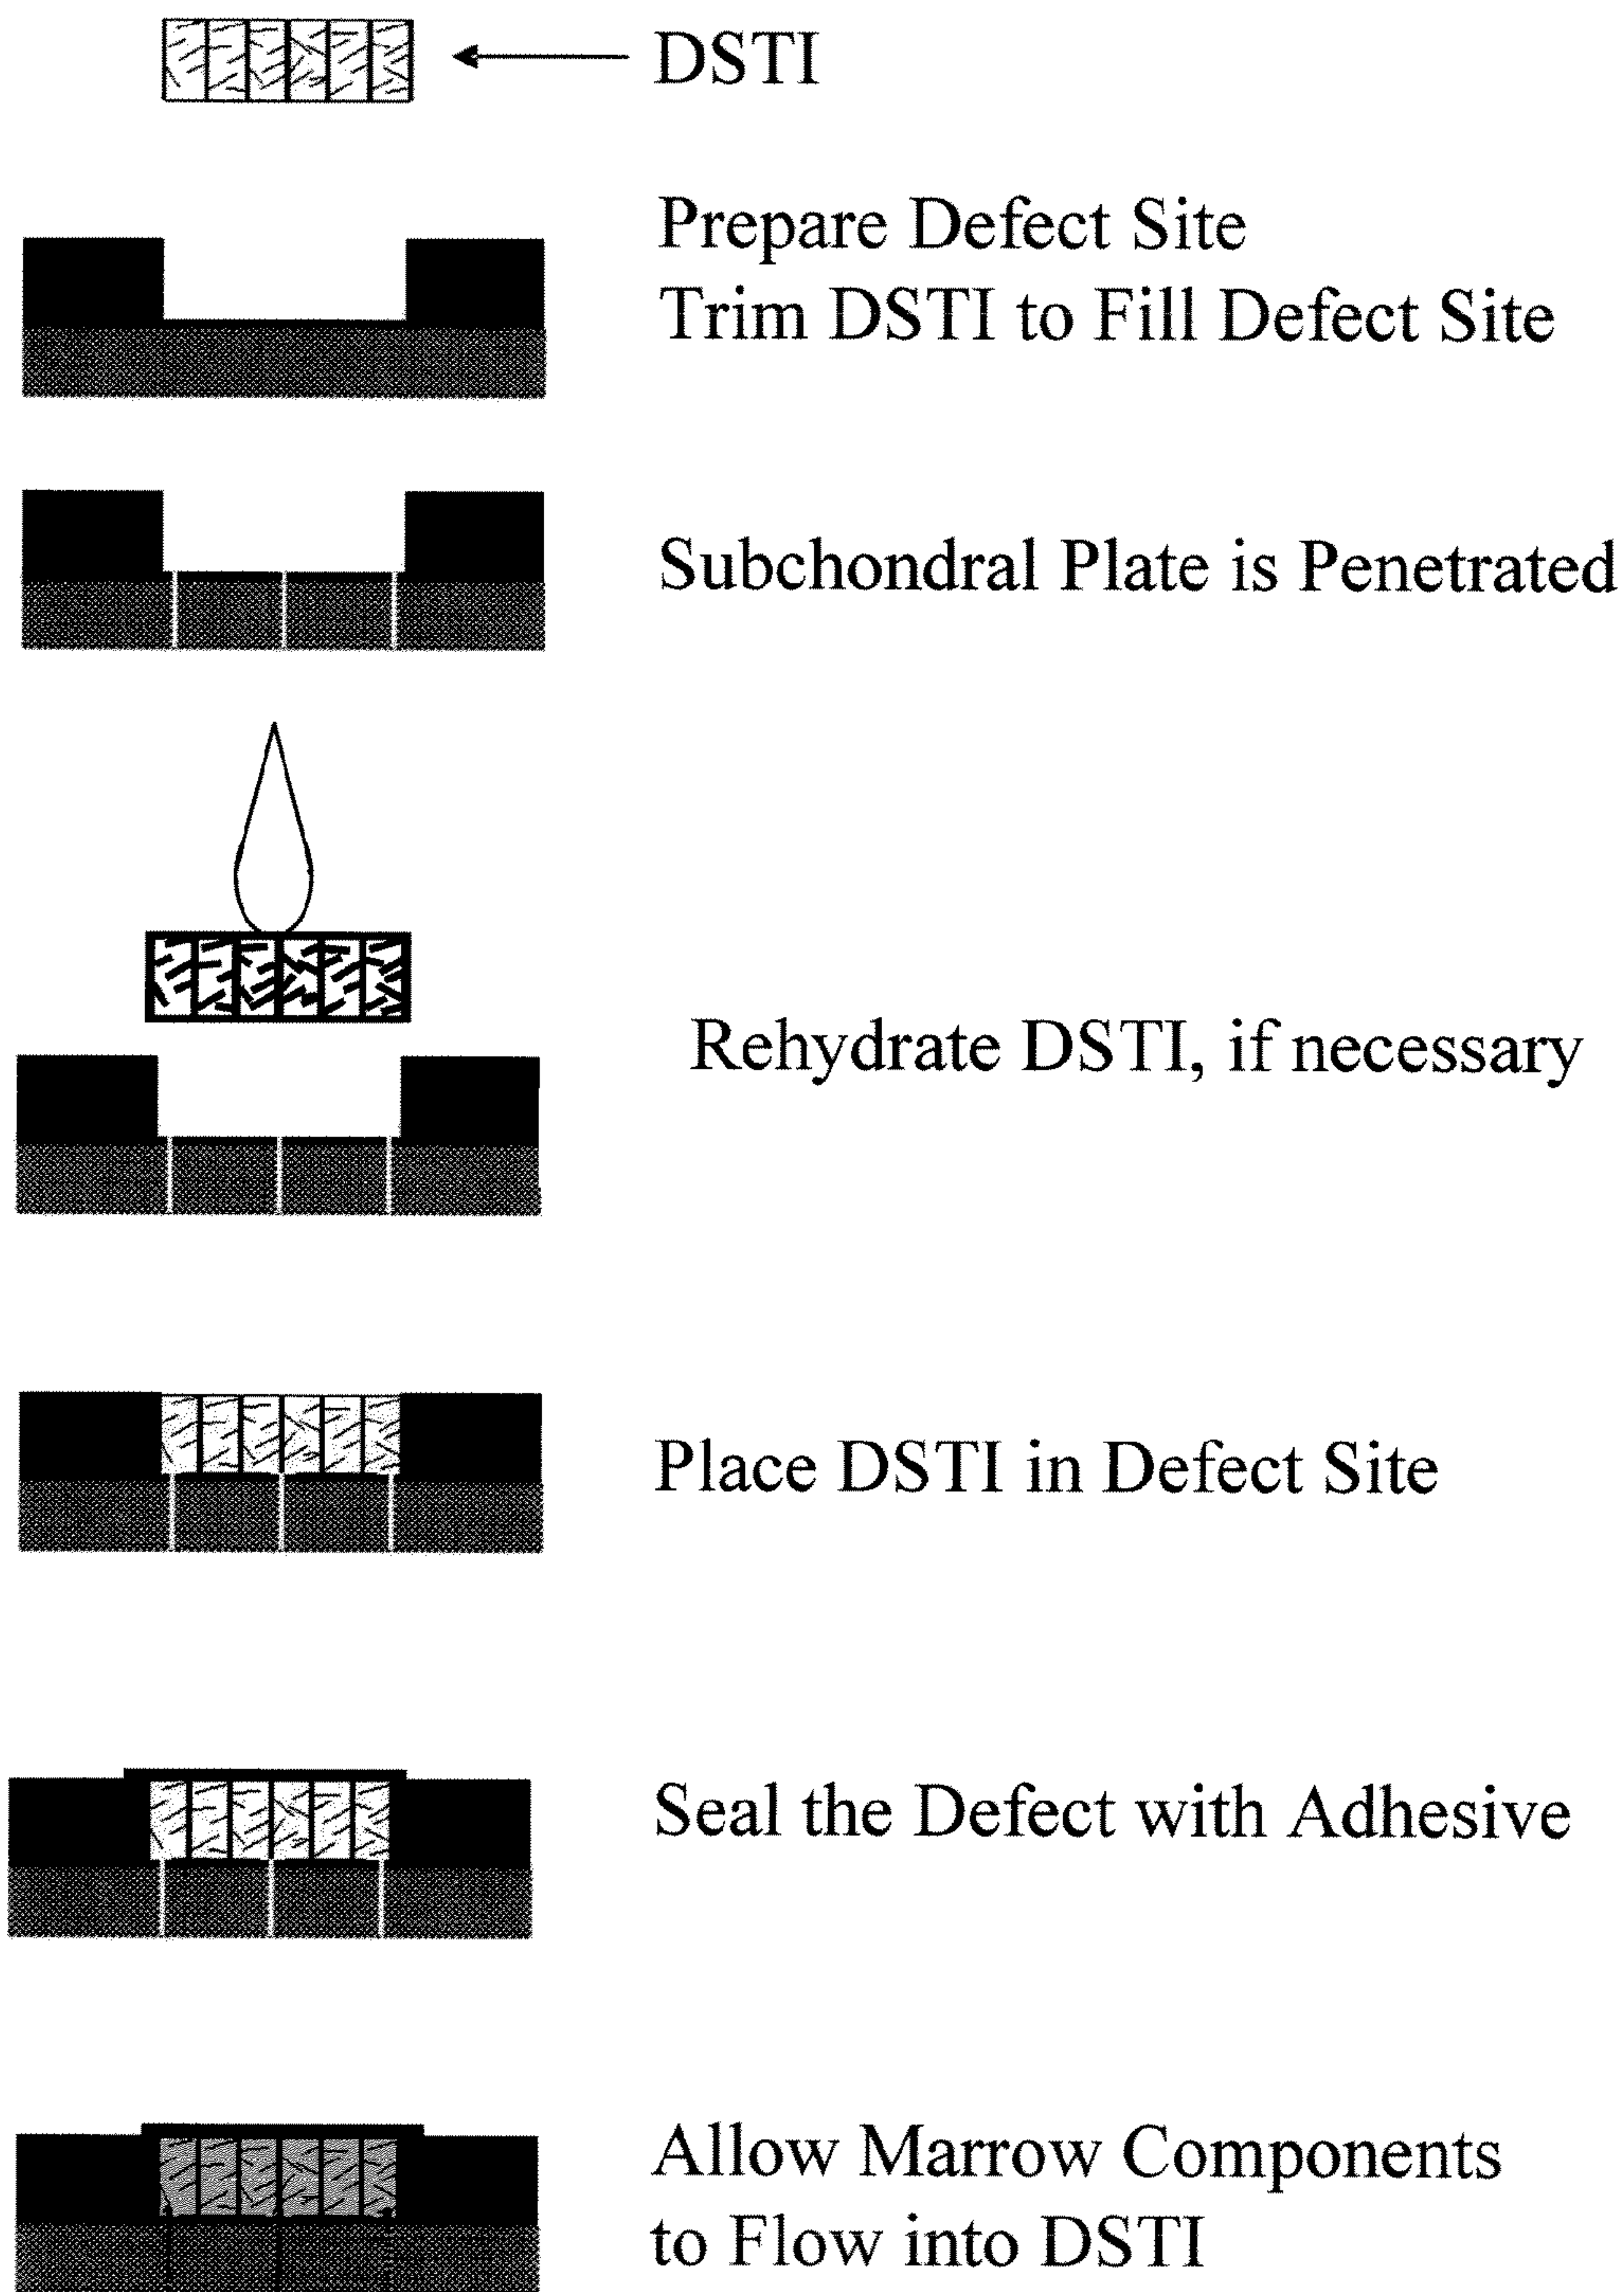 DSTI
Prepare Defect Site
Trim DSTI to Fill Defect Site
Subchondral Plate is Penetrated
Rehydrate DSTI, if necessary
Place DSTI in Defect Site
Seal the Defect with Adhesive
Allow Marrow Components
to Flow into DSTI